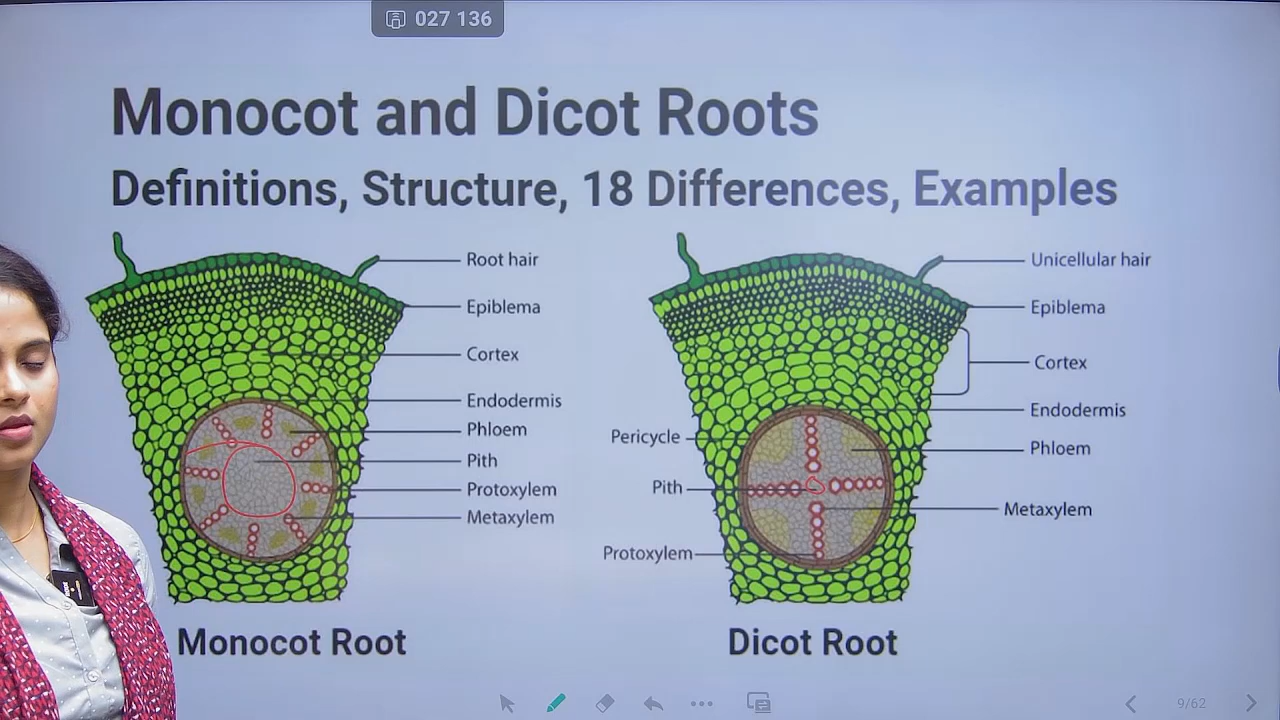 027 136
Monocot and Dicot Roots
Definitions, Structure, 18 Differences, Examples
Root hair
Epiblema
Cortex
Endodermis
Phloem
Pith
Protoxylem
Metaxylem
Monocot Root
Unicellular hair
Epiblema
Cortex
Endodermis
Phloem
Metaxylem
Pericycle
Pith
Protoxylem
Dicot Root
9/62